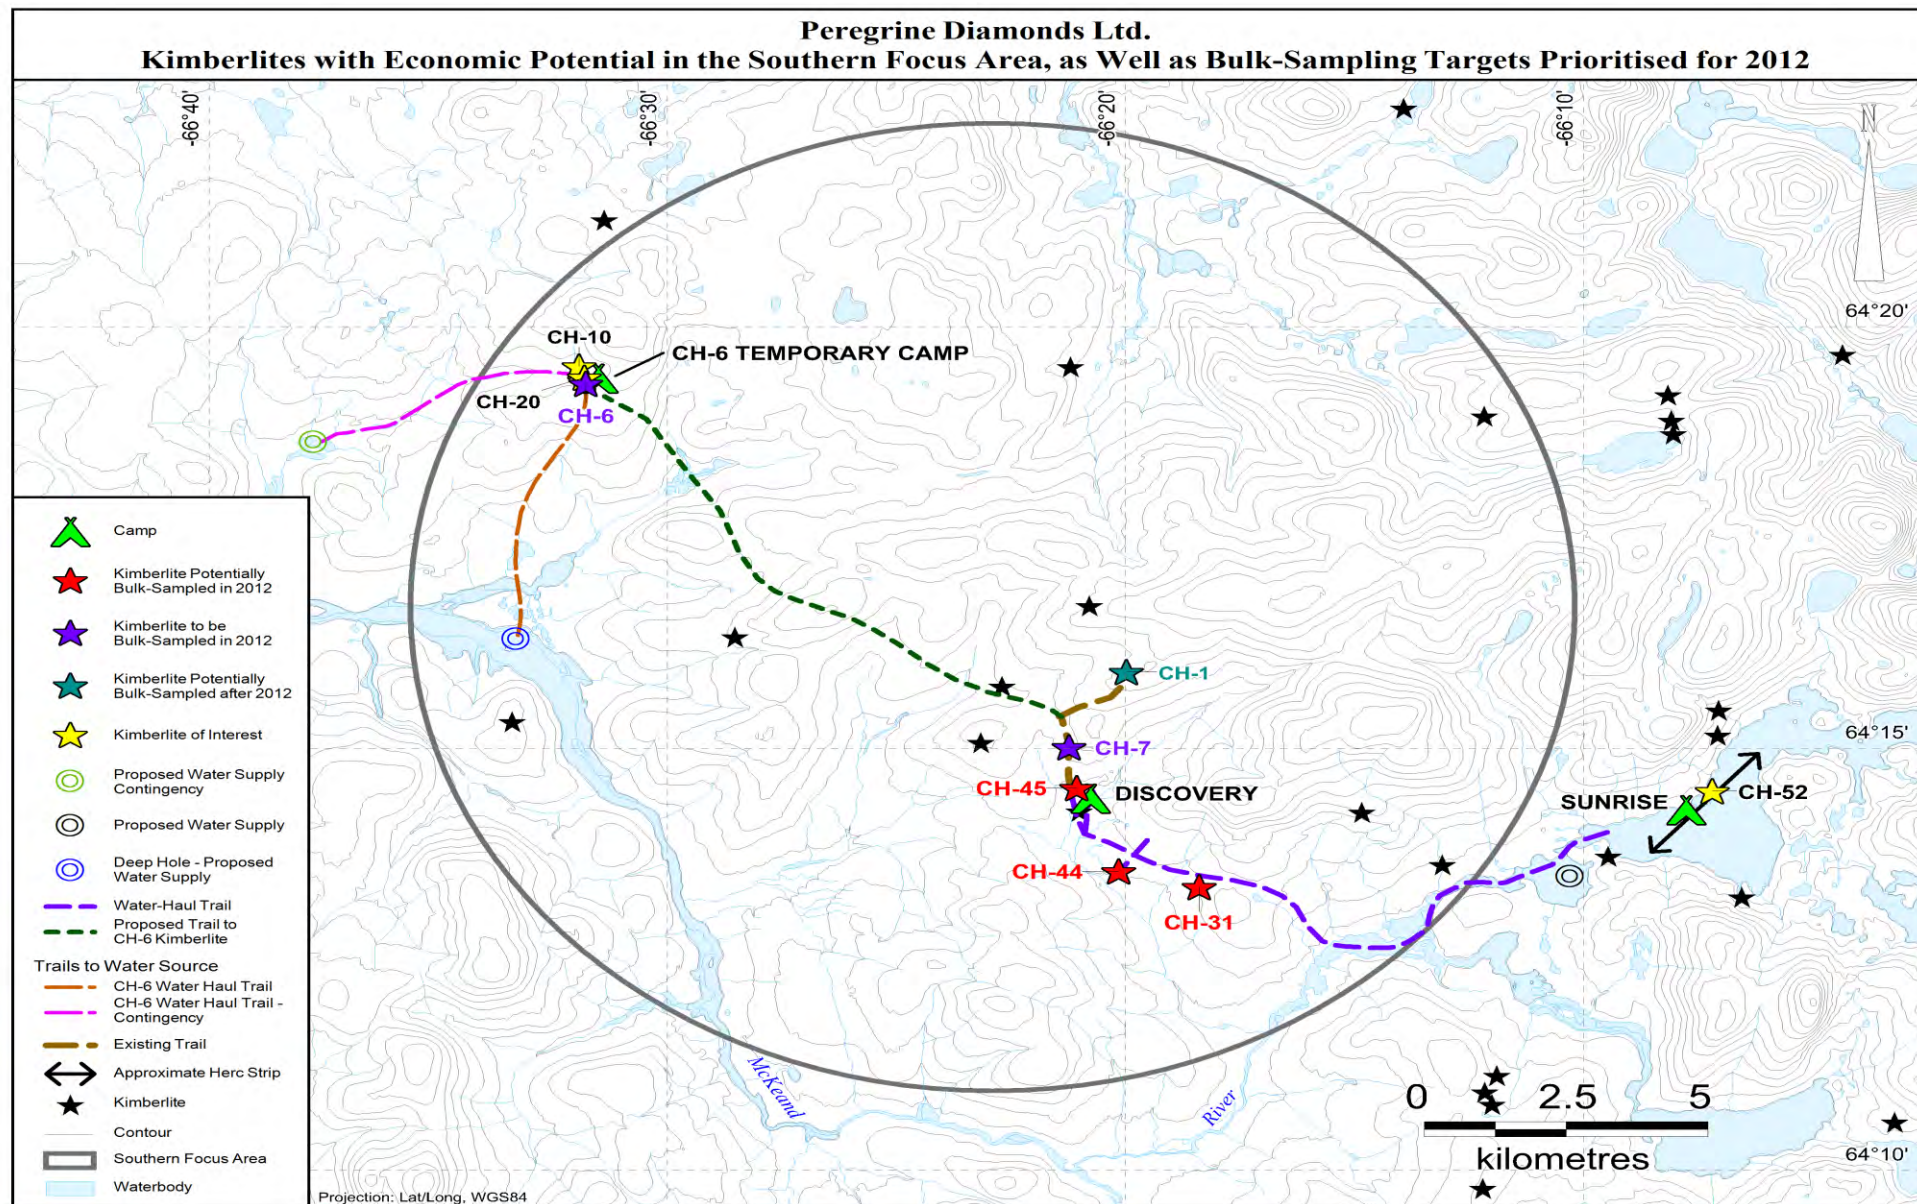 Peregrine Diamonds Ltd.
Kimberlites with Economic Potential in the Southern Focus Area, as Well as Bulk-Sampling Targets Prioritised for 2012
-66°40'
-66°30'
-66°20'
-66°10'
N
64°20'
CH-10
CH-6 TEMPORARY CAMP
CH-20
CH-6
CH-1
CH-7
64°15'
CH-45
DISCOVERY
SUNRISE
CH-52
CH-44
CH-31
McKeand
River
0 2.5 5
kilometres
64°10'
Camp
Kimberlite Potentially
Bulk-Sampled in 2012
Kimberlite to be
Bulk-Sampled in 2012
Kimberlite Potentially
Bulk-Sampled after 2012
Kimberlite of Interest
Proposed Water Supply
Contingency
Proposed Water Supply
Deep Hole - Proposed
Water Supply
Water-Haul Trail
Proposed Trail to
CH-6 Kimberlite
Trails to Water Source
CH-6 Water Haul Trail
CH-6 Water Haul Trail -
Contingency
Existing Trail
Approximate Herc Strip
Kimberlite
Contour
Southern Focus Area
Waterbody
Projection: Lat/Long, WGS84